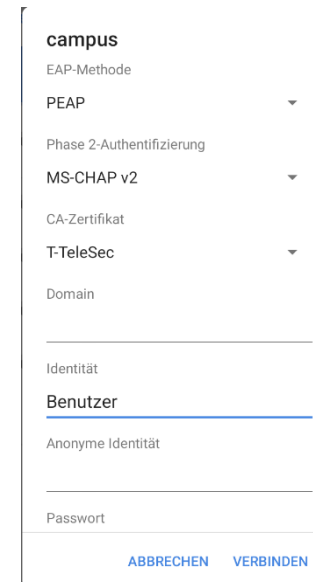 campus
EAP-Methode
PEAP
Phase 2-Authentifizierung
MS-CHAP v2
CA-Zertifikat
T-TeleSec
Domain
Identität
Benutzer
Anonyme Identität
Passwort
ABBRECHEN VERBINDEN